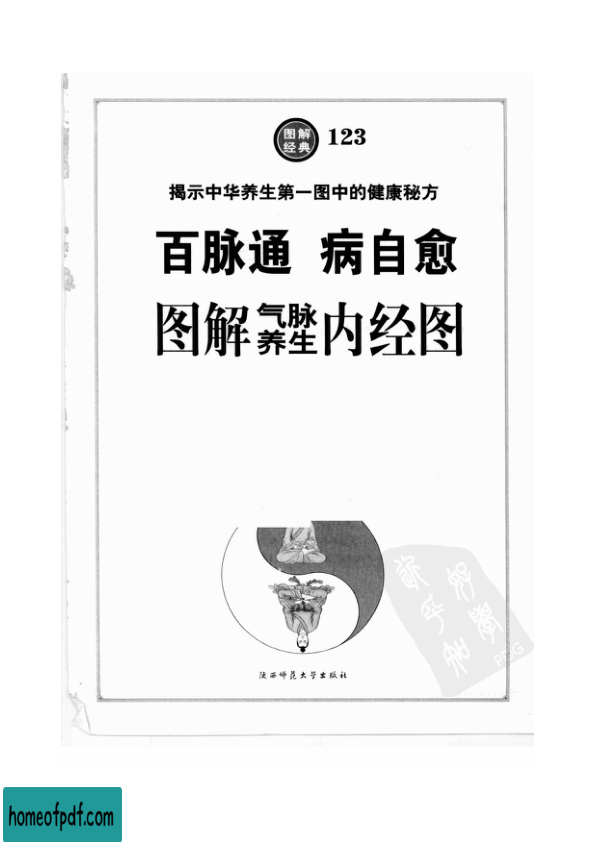 图解
经典
123
揭示中华养生第一图中的健康秘方
百脉通 病自愈
图解气脉养生内经图
陕西师范大学出版社
PDG
homeofpdf.com